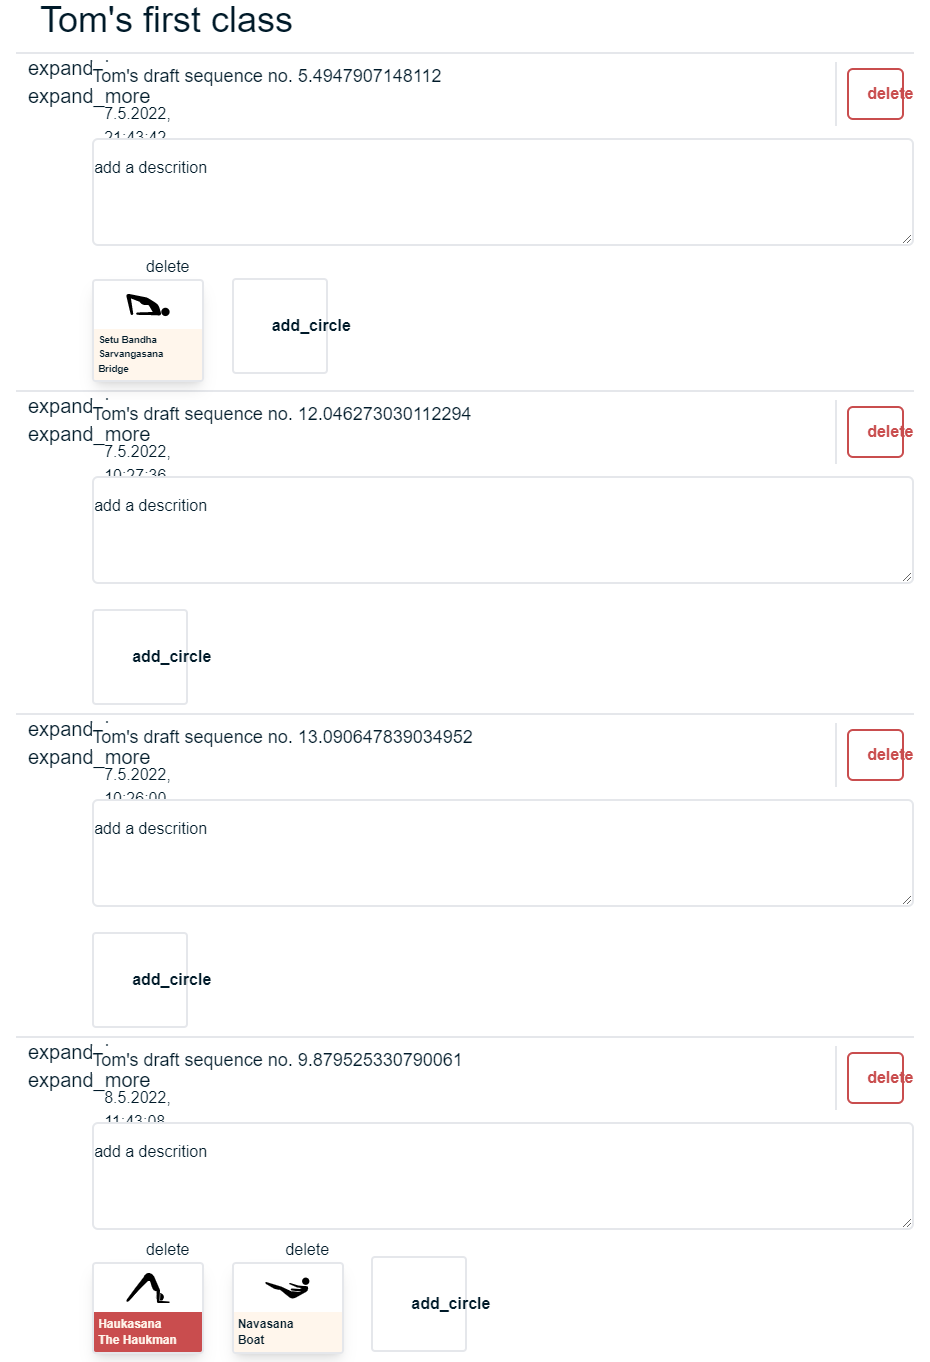 Tom's first class
expand_
Tom's draft sequence no. 5.4947907148112
delete
expand_more
7.5.2022,
21:43:42
add a descrition
delete
Setu Bandha
Sarvangasana
Bridge
add_circle
expand_
Tom's draft sequence no. 12.046273030112294
delete
expand_more
7.5.2022,
10:27:36
add a descrition
add_circle
expand_
Tom's draft sequence no. 13.090647839034952
delete
expand_more
7.5.2022,
10:26:00
add a descrition
add_circle
expand_
Tom's draft sequence no. 9.879525330790061
delete
expand_more
8.5.2022,
11:43:08
add a descrition
delete
delete
Haukasana
The Haukman
Navasana
Boat
add_circle